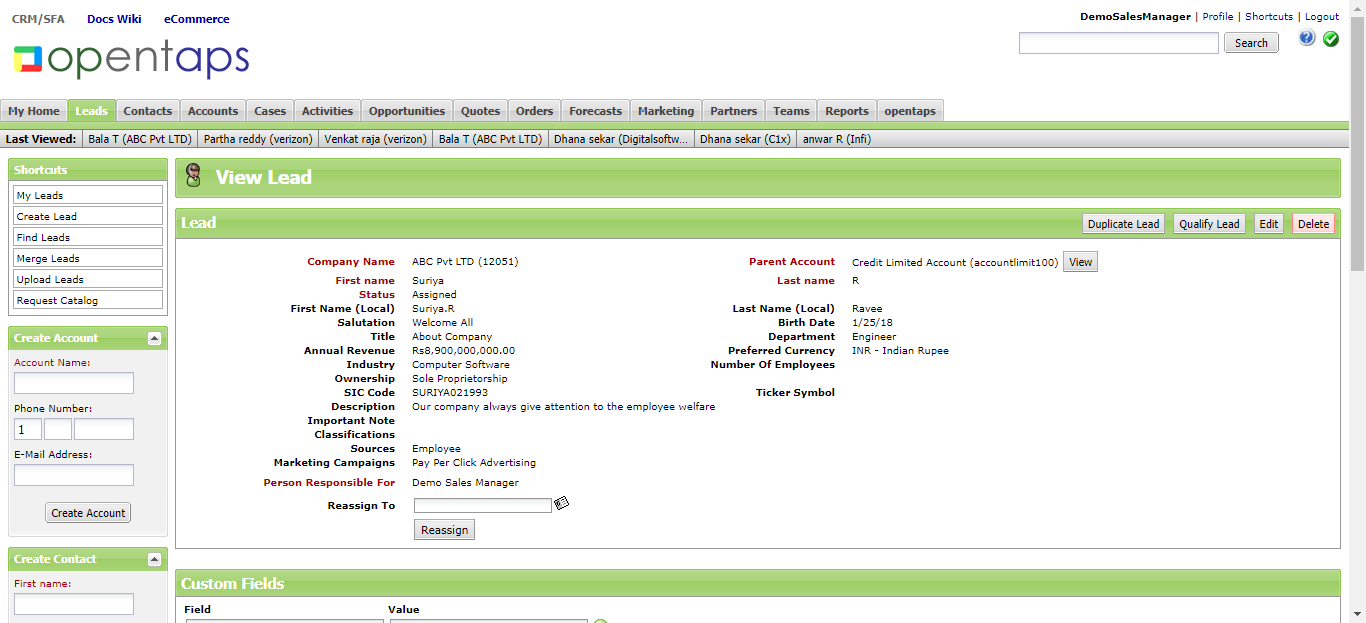 CRM/SFA Docs Wiki eCommerce
DemoSalesManager | Profile | Shortcuts | Logout
opentaps
Search
?
My Home Leads Contacts Accounts Cases Activities Opportunities Quotes Orders Forecasts Marketing Partners Teams Reports opentaps
Last Viewed: Bala T (ABC Pvt LTD) Partha reddy (verizon) Venkat raja (verizon) Bala T (ABC Pvt LTD) Dhana sekar (Digitalsoftw... Dhana sekar (C1x) anwar R (Infi)
Shortcuts
My Leads
Create Lead
Find Leads
Merge Leads
Upload Leads
Request Catalog
Create Account
Account Name:
Phone Number:
1
E-Mail Address:
Create Account
Create Contact
First name:
View Lead
Lead
Duplicate Lead Qualify Lead Edit Delete
Company Name ABC Pvt LTD (12051) Parent Account Credit Limited Account (accountlimit100) View
First name Suriya Last name R
Status Assigned
First Name (Local) Suriya.R Last Name (Local) Ravee
Salutation Welcome All Birth Date 1/25/18
Title About Company Department Engineer
Annual Revenue Rs8,900,000,000.00 Preferred Currency INR - Indian Rupee
Industry Computer Software Number Of Employees
Ownership Sole Proprietorship
SIC Code SURIYA021993 Ticker Symbol
Description Our company always give attention to the employee welfare
Important Note
Classifications
Sources Employee
Marketing Campaigns Pay Per Click Advertising
Person Responsible For Demo Sales Manager
Reassign To
Reassign
Custom Fields
Field Value